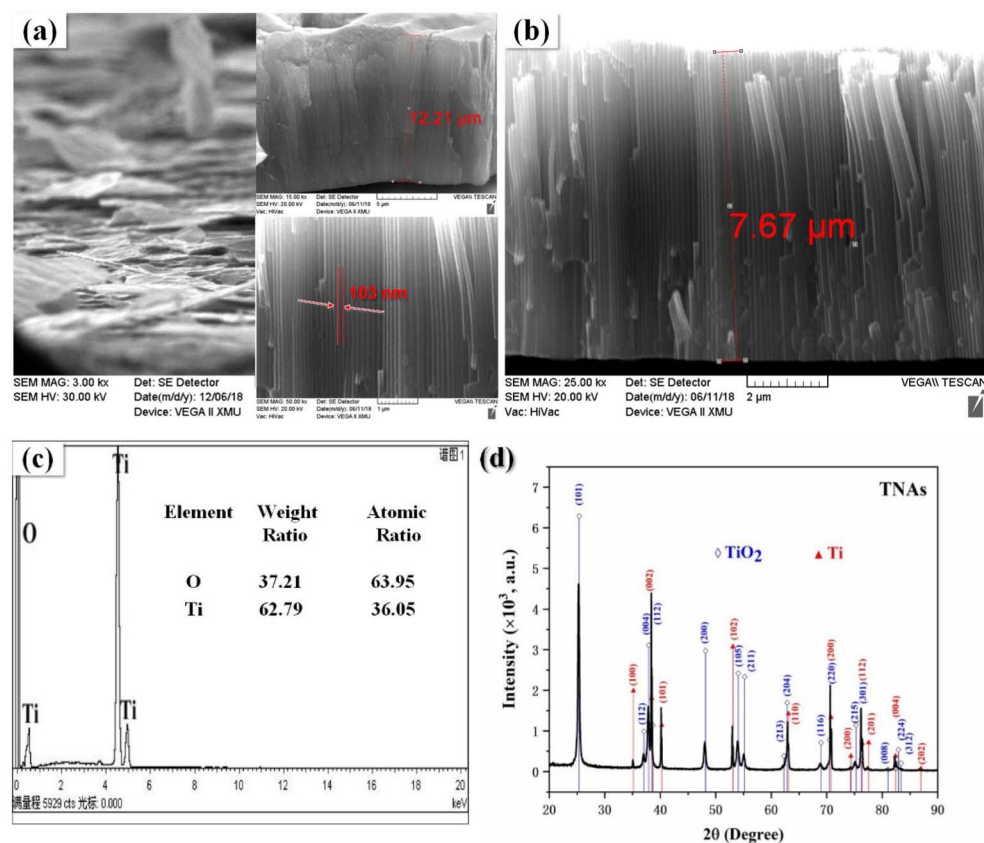 (a)
12.21 μm
SEM MAG: 15.00 kx Det: SE Detector
SEM HV: 20.00 kV Date(m/d/y): 06/11/18 5 μm
Vac: HiVac Device: VEGA II XMU
VEGA\\ TESCAN
103 nm
SEM MAG: 50.00 kx Det: SE Detector
SEM HV: 20.00 kV Date(m/d/y): 06/11/18 1 μm
Vac: HiVac Device: VEGA II XMU
VEGA\\ TESCAN
SEM MAG: 3.00 kx Det: SE Detector
SEM HV: 30.00 kV Date(m/d/y): 12/06/18
Device: VEGA II XMU
(b)
7.67 μm
SEM MAG: 25.00 kx Det: SE Detector
SEM HV: 20.00 kV Date(m/d/y): 06/11/18 2 μm
Vac: HiVac Device: VEGA II XMU
VEGA\\ TESCAN
(c)
Ti
谱图 1
O
Element Weight Ratio Atomic Ratio
O 37.21 63.95
Ti 62.79 36.05
Ti
Ti
0 2 4 6 8 10 12 14 16 18 20
满量程 5929 cts 光标: 0.000
keV
(d)
TNAs
TiO2
Ti
Intensity (×10³, a.u.)
7
6
5
4
3
2
1
0
(101)
(100)
(112)
(004)
(002)
(112)
(101)
(200)
(102)
(105)
(211)
(213)
(204)
(110)
(116)
(220)
(200)
(200)
(215)
(301)
(112)
(201)
(008)
(004)
(224)
(312)
(202)
20 30 40 50 60 70 80 90
2θ (Degree)